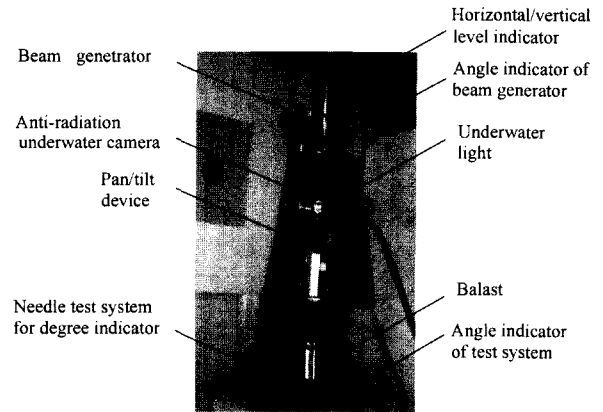 Horizontal/vertical
level indicator
Beam genetrator
Angle indicator of
beam generator
Anti-radiation
underwater camera
Underwater
light
Pan/tilt
device
Needle test system
for degree indicator
Balast
Angle indicator
of test system